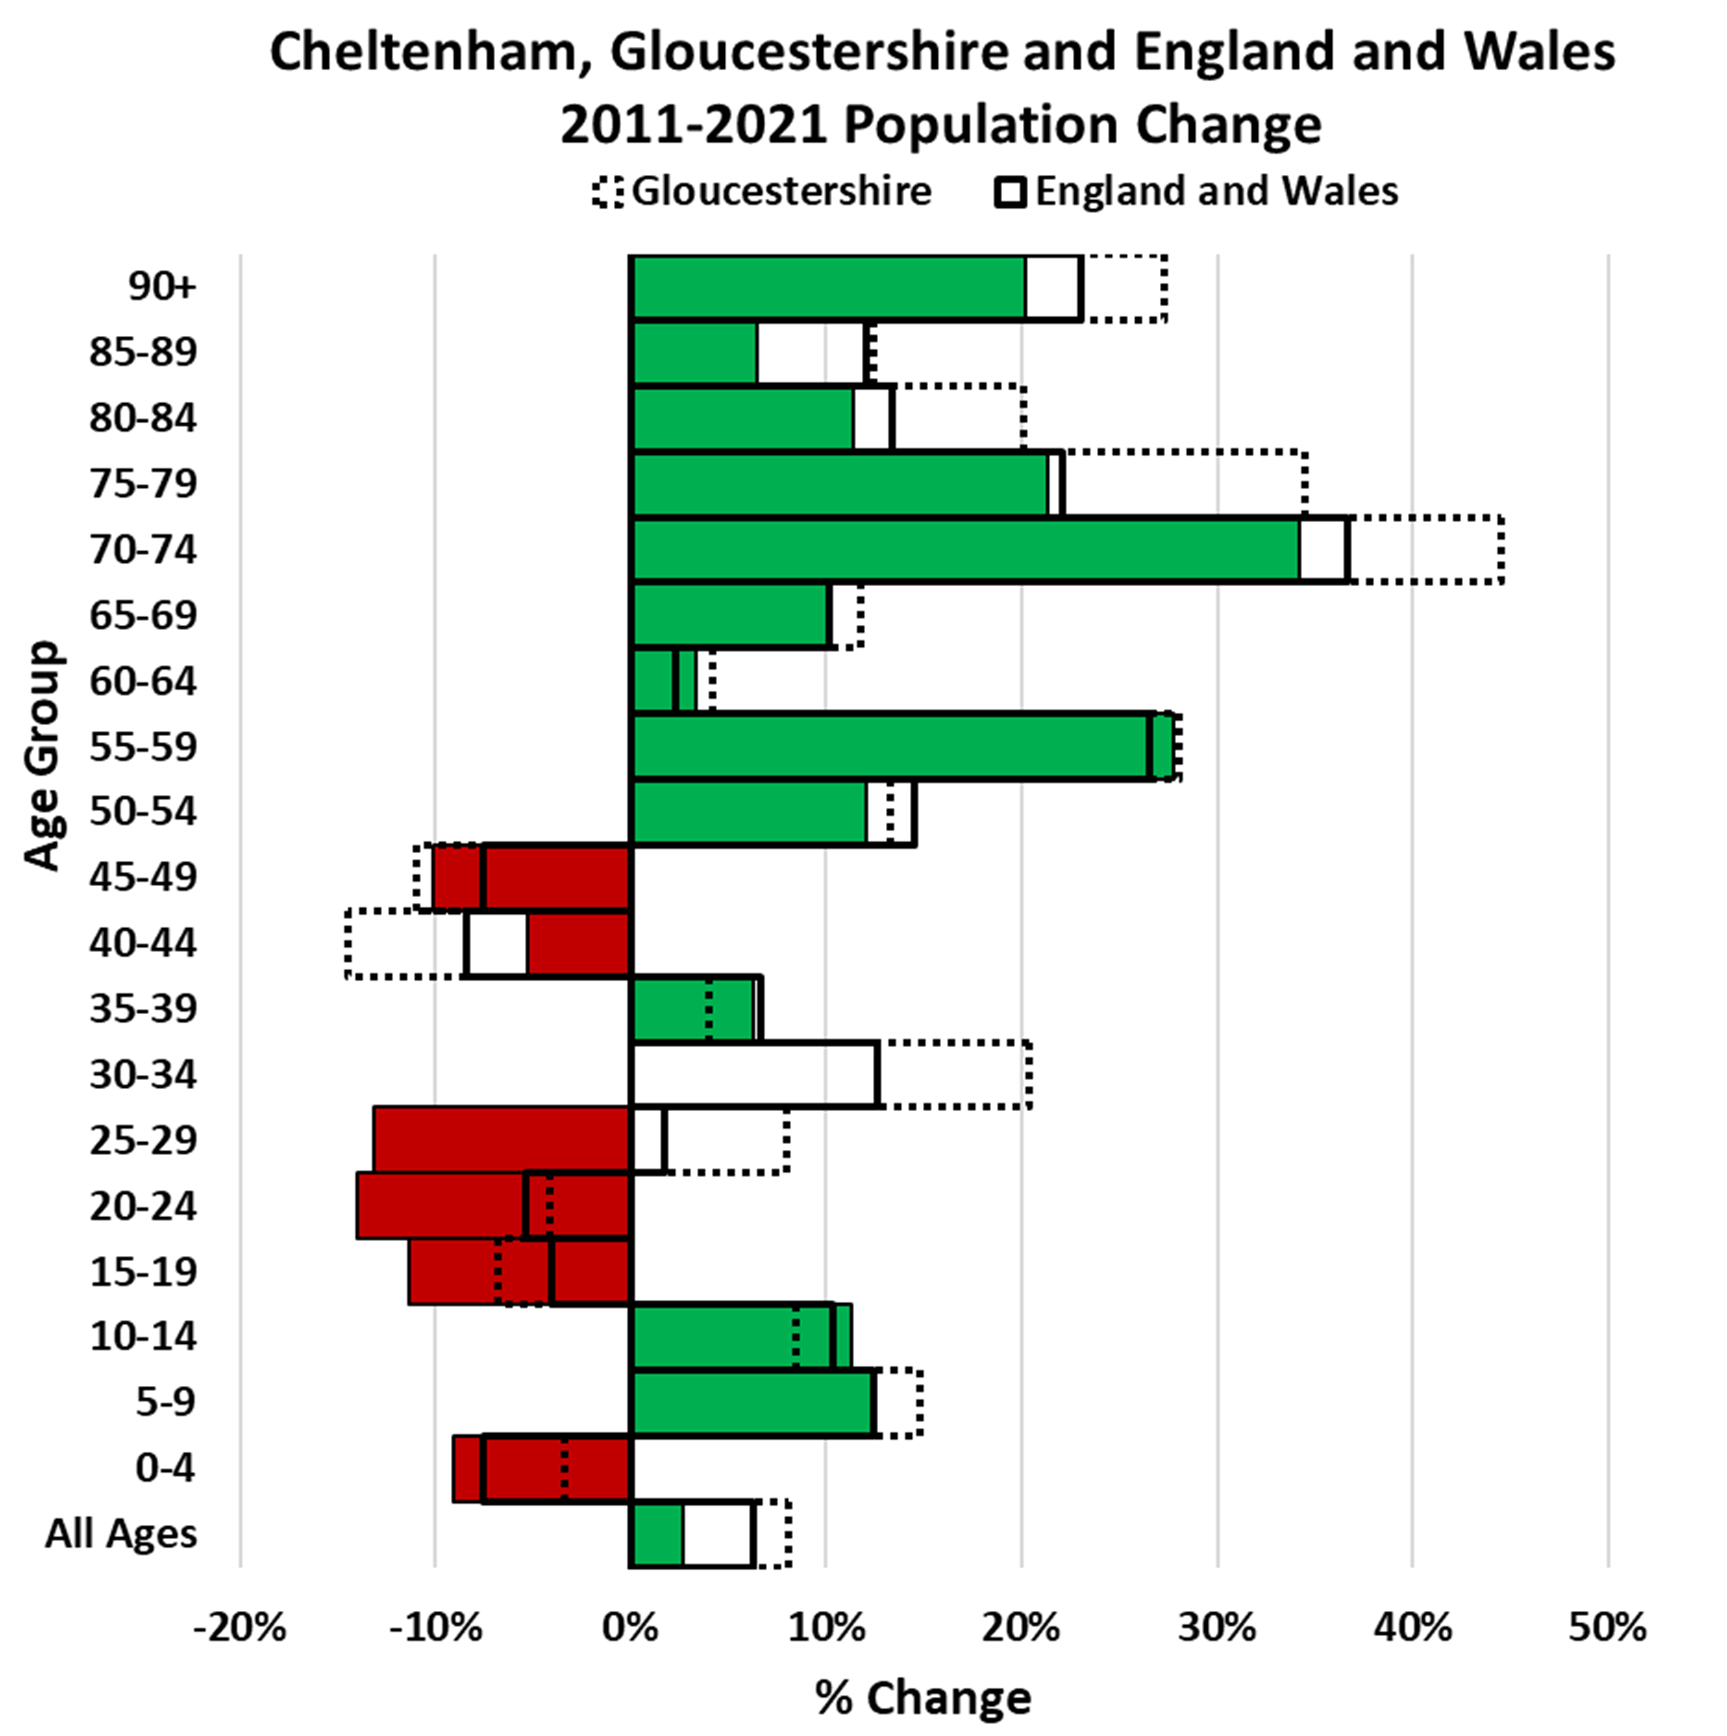 Cheltenham, Gloucestershire and England and Wales
2011-2021 Population Change
Gloucestershire England and Wales
90+
85-89
80-84
75-79
70-74
65-69
60-64
55-59
50-54
45-49
40-44
35-39
30-34
25-29
20-24
15-19
10-14
5-9
0-4
All Ages
Age Group
-20% -10% 0% 10% 20% 30% 40% 50%
% Change